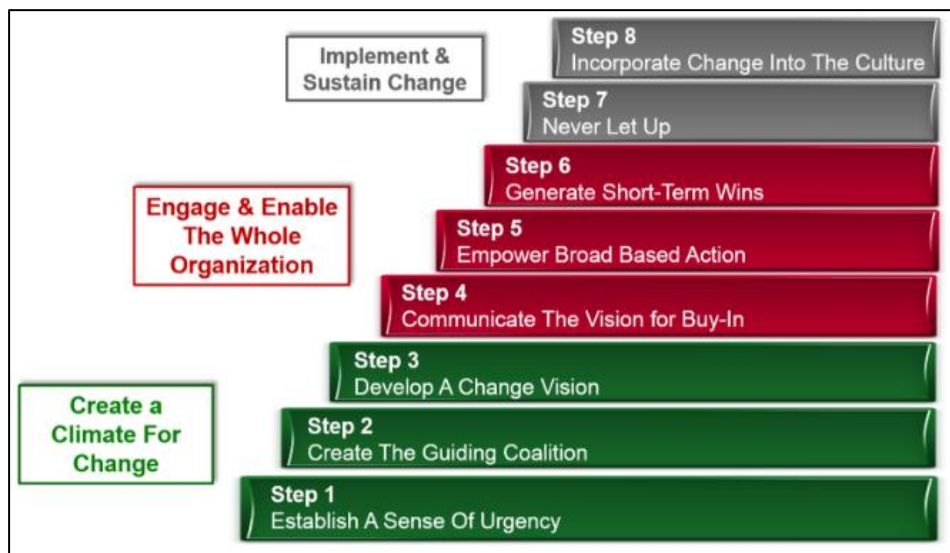 Implement &
Sustain Change
Step 8
Incorporate Change Into The Culture
Step 7
Never Let Up
Step 6
Generate Short-Term Wins
Engage & Enable
The Whole
Organization
Step 5
Empower Broad Based Action
Step 4
Communicate The Vision for Buy-In
Step 3
Develop A Change Vision
Create a
Climate For
Change
Step 2
Create The Guiding Coalition
Step 1
Establish A Sense Of Urgency